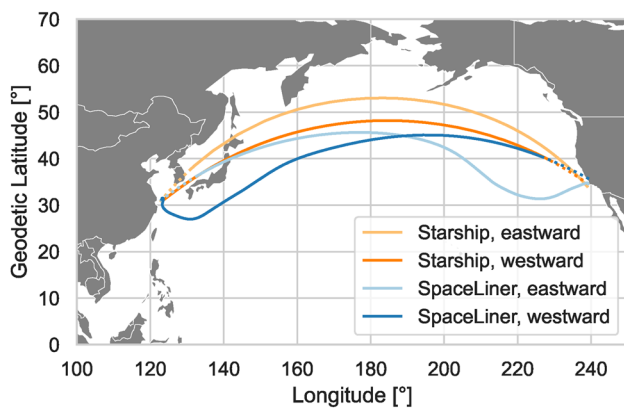 70
60
50
40
30
20
10
0
Geodetic Latitude [°]
Starship, eastward
Starship, westward
SpaceLiner, eastward
SpaceLiner, westward
100 120 140 160 180 200 220 240
Longitude [°]